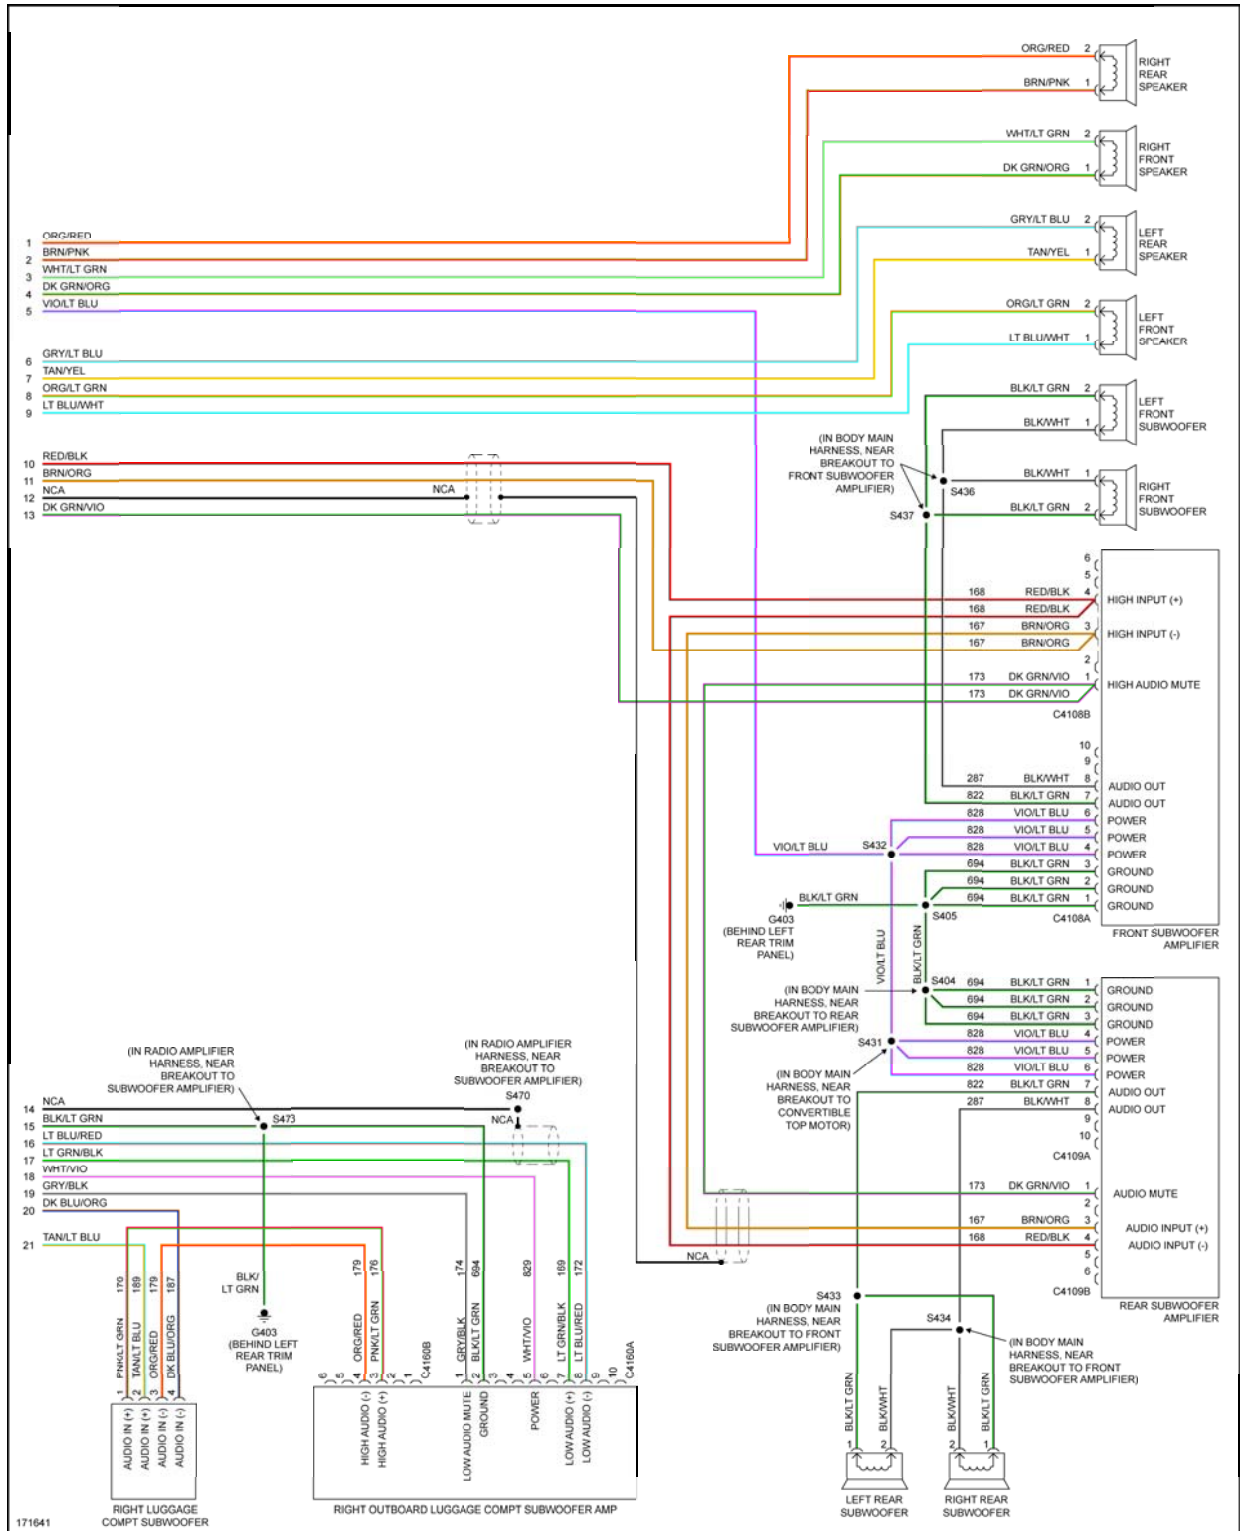 ORG/RED 2
BRN/PNK 1
RIGHT
REAR
SPEAKER
WHT/LT GRN 2
DK GRN/ORG 1
RIGHT
FRONT
SPEAKER
GRY/LT BLU 2
TAN/YEL 1
LEFT
REAR
SPEAKER
ORG/LT GRN 2
LT BLU/WHT 1
LEFT
FRONT
SPEAKER
BLK/LT GRN 2
BLK/WHT 1
LEFT
FRONT
SUBWOOFER
BLK/WHT 1
BLK/LT GRN 2
RIGHT
FRONT
SUBWOOFER
1 ORG/RED
2 BRN/PNK
3 WHT/LT GRN
4 DK GRN/ORG
5 VIO/LT BLU
6 GRY/LT BLU
7 TAN/YEL
8 ORG/LT GRN
9 LT BLU/WHT
10 RED/BLK
11 BRN/ORG
12 NCA
13 DK GRN/VIO
NCA
(IN BODY MAIN
HARNESS, NEAR
BREAKOUT TO
FRONT SUBWOOFER
AMPLIFIER)
S436
S437
6
5
168 RED/BLK 4 HIGH INPUT (+)
168 RED/BLK
167 BRN/ORG 3 HIGH INPUT (-)
167 BRN/ORG
2
173 DK GRN/VIO 1 HIGH AUDIO MUTE
173 DK GRN/VIO
C4108B
10
9
287 BLK/WHT 8 AUDIO OUT
822 BLK/LT GRN 7 AUDIO OUT
828 VIO/LT BLU 6 POWER
828 VIO/LT BLU 5 POWER
828 VIO/LT BLU 4 POWER
694 BLK/LT GRN 3 GROUND
694 BLK/LT GRN 2 GROUND
694 BLK/LT GRN 1 GROUND
C4108A
FRONT SUBWOOFER
AMPLIFIER
VIO/LT BLU
S432
BLK/LT GRN
S405
G403
(BEHIND LEFT
REAR TRIM
PANEL)
VIO/LT BLU
BLK/LT GRN
S404
(IN BODY MAIN
HARNESS, NEAR
BREAKOUT TO REAR
SUBWOOFER AMPLIFIER)
S431
(IN BODY MAIN
HARNESS, NEAR
BREAKOUT TO
CONVERTIBLE
TOP MOTOR)
694 BLK/LT GRN 1 GROUND
694 BLK/LT GRN 2 GROUND
694 BLK/LT GRN 3 GROUND
828 VIO/LT BLU 4 POWER
828 VIO/LT BLU 5 POWER
828 VIO/LT BLU 6 POWER
822 BLK/LT GRN 7 AUDIO OUT
287 BLK/WHT 8 AUDIO OUT
9
10
C4109A
173 DK GRN/VIO 1 AUDIO MUTE
2
167 BRN/ORG 3 AUDIO INPUT (+)
168 RED/BLK 4 AUDIO INPUT (-)
5
6
C4109B
REAR SUBWOOFER
AMPLIFIER
NCA
(IN RADIO AMPLIFIER
HARNESS, NEAR
BREAKOUT TO
SUBWOOFER AMPLIFIER)
S473
(IN RADIO AMPLIFIER
HARNESS, NEAR
BREAKOUT TO
SUBWOOFER AMPLIFIER)
S470
NCA
14 NCA
15 BLK/LT GRN
16 LT BLU/RED
17 LT GRN/BLK
18 WHT/VIO
19 GRY/BLK
20 DK BLU/ORG
21 TAN/LT BLU
BLK/
LT GRN
G403
(BEHIND LEFT
REAR TRIM
PANEL)
170 PNK/LT GRN 1 AUDIO IN (+)
189 TAN/LT BLU 2 AUDIO IN (+)
179 ORG/RED 3 AUDIO IN (-)
187 DK BLU/ORG 4 AUDIO IN (-)
RIGHT LUGGAGE
COMPT SUBWOOFER
6
5
179 ORG/RED 4 HIGH AUDIO (-)
176 PNK/LT GRN 3 HIGH AUDIO (+)
2
1
C4160B
174 GRY/BLK 1 LOW AUDIO MUTE
694 BLK/LT GRN 2 GROUND
3
4
829 WHT/VIO 5 POWER
6
169 LT GRN/BLK 7 LOW AUDIO (+)
172 LT BLU/RED 8 LOW AUDIO (-)
9
10
C4160A
RIGHT OUTBOARD LUGGAGE COMPT SUBWOOFER AMP
S433
(IN BODY MAIN
HARNESS, NEAR
BREAKOUT TO FRONT
SUBWOOFER AMPLIFIER)
S434
(IN BODY MAIN
HARNESS, NEAR
BREAKOUT TO FRONT
SUBWOOFER AMPLIFIER)
BLK/LT GRN 1
BLK/WHT 2
BLK/WHT 2
BLK/LT GRN 1
LEFT REAR
SUBWOOFER
RIGHT REAR
SUBWOOFER
171641